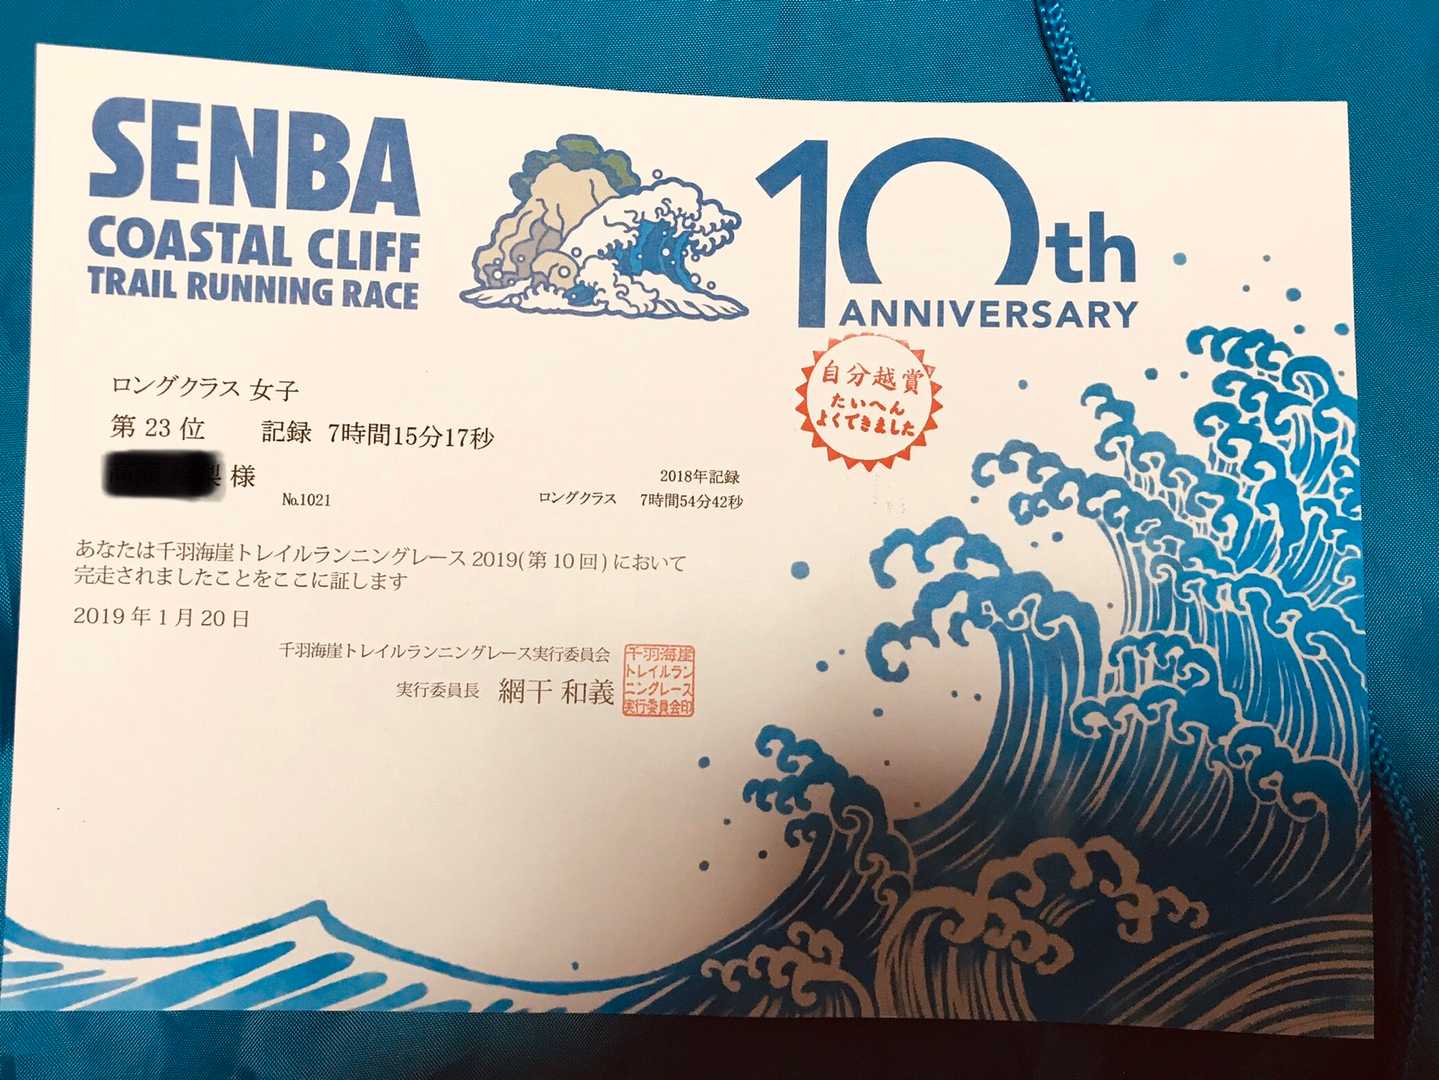 SENBA
COASTAL CLIFF
TRAIL RUNNING RACE
10th
ANNIVERSARY
自分越賞
たいへん
よくできました
ロングクラス 女子
第 23 位 記録 7時間15分17秒
様
No.1021
2018年記録
ロングクラス 7時間54分42秒
あなたは千羽海崖トレイルランニングレース 2019(第10回)において
完走されましたことをここに証します
2019年1月20日
千羽海崖トレイルランニングレース実行委員会
実行委員長 網干 和義
千羽海崖
トレイルラン
ニングレース
実行委員会印